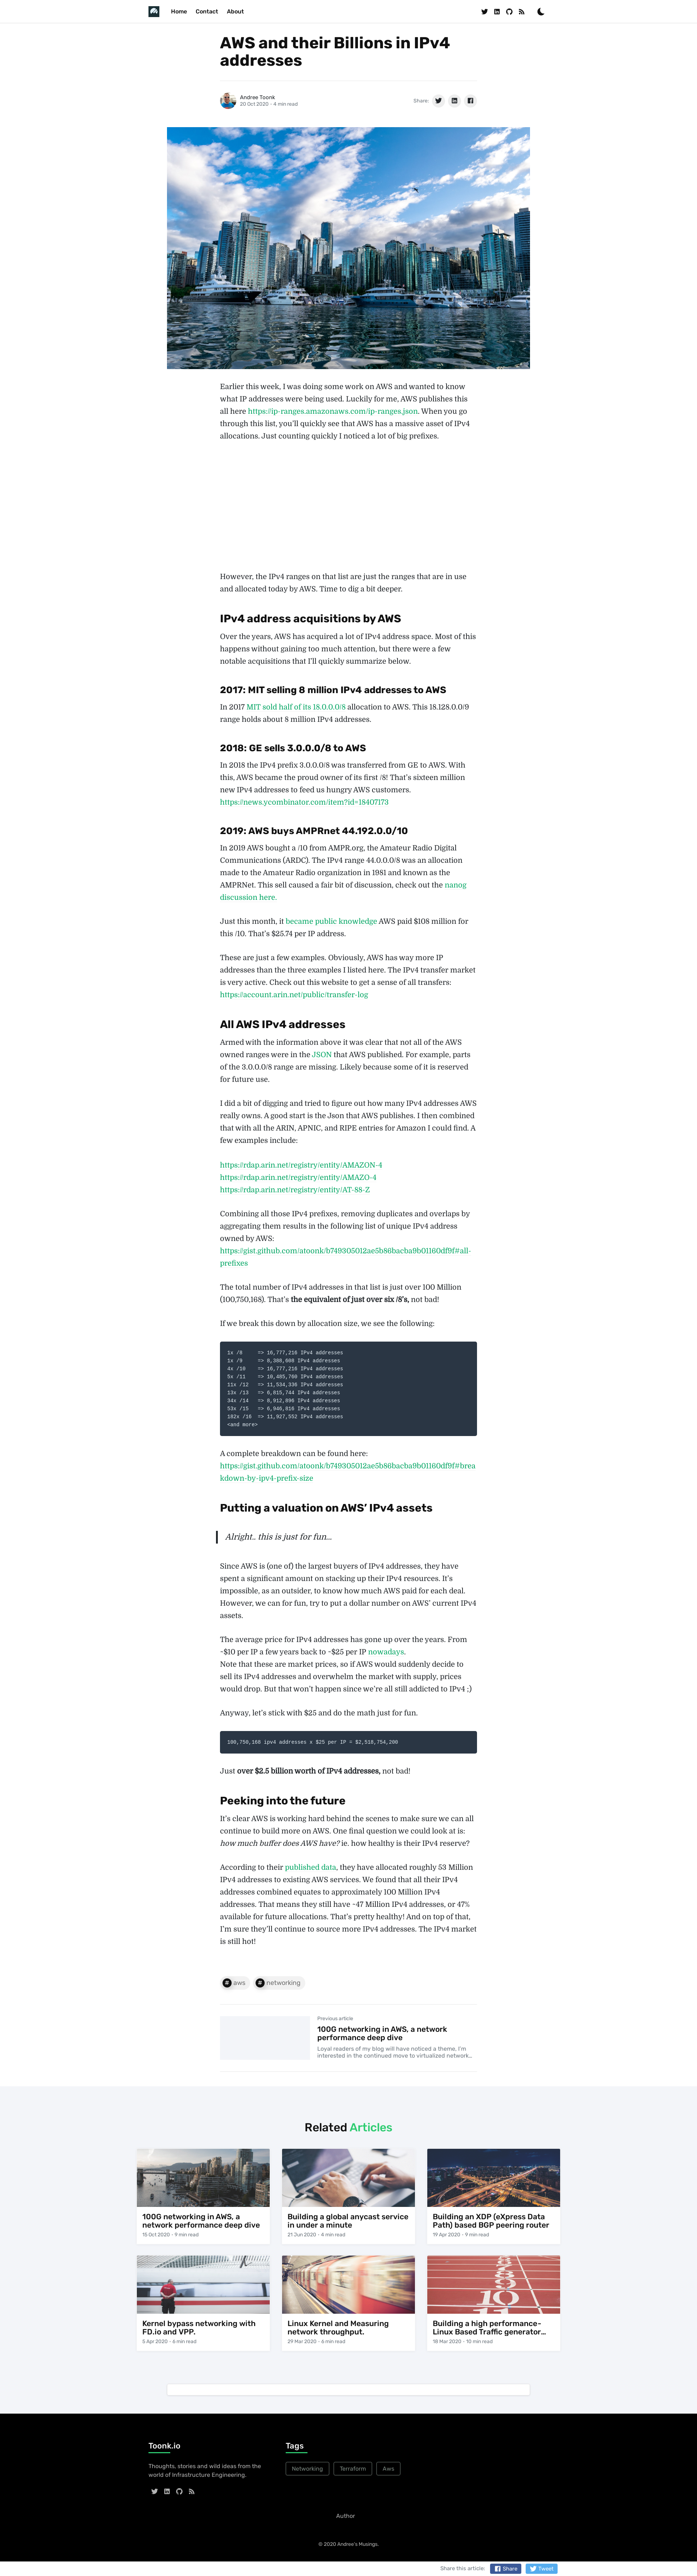 Home Contact About
AWS and their Billions in IPv4
addresses
Andree Toonk
20 Oct 2020 • 4 min read
Share:
Earlier this week, I was doing some work on AWS and wanted to know
what IP addresses were being used. Luckily for me, AWS publishes this
all here https://ip-ranges.amazonaws.com/ip-ranges.json. When you go
through this list, you'll quickly see that AWS has a massive asset of IPv4
allocations. Just counting quickly I noticed a lot of big prefixes.
However, the IPv4 ranges on that list are just the ranges that are in use
and allocated today by AWS. Time to dig a bit deeper.
IPv4 address acquisitions by AWS
Over the years, AWS has acquired a lot of IPv4 address space. Most of this
happens without gaining too much attention, but there were a few
notable acquisitions that I'll quickly summarize below.
2017: MIT selling 8 million IPv4 addresses to AWS
In 2017 MIT sold half of its 18.0.0.0/8 allocation to AWS. This 18.128.0.0/9
range holds about 8 million IPv4 addresses.
2018: GE sells 3.0.0.0/8 to AWS
In 2018 the IPv4 prefix 3.0.0.0/8 was transferred from GE to AWS. With
this, AWS became the proud owner of its first /8! That's sixteen million
new IPv4 addresses to feed us hungry AWS customers.
https://news.ycombinator.com/item?id=18407173
2019: AWS buys AMPRnet 44.192.0.0/10
In 2019 AWS bought a /10 from AMPR.org, the Amateur Radio Digital
Communications (ARDC). The IPv4 range 44.0.0.0/8 was an allocation
made to the Amateur Radio organization in 1981 and known as the
AMPRNet. This sell caused a fair bit of discussion, check out the nanog
discussion here.
Just this month, it became public knowledge AWS paid $108 million for
this /10. That's $25.74 per IP address.
These are just a few examples. Obviously, AWS has way more IP
addresses than the three examples I listed here. The IPv4 transfer market
is very active. Check out this website to get a sense of all transfers:
https://account.arin.net/public/transfer-log
All AWS IPv4 addresses
Armed with the information above it was clear that not all of the AWS
owned ranges were in the JSON that AWS published. For example, parts
of the 3.0.0.0/8 range are missing. Likely because some of it is reserved
for future use.
I did a bit of digging and tried to figure out how many IPv4 addresses AWS
really owns. A good start is the Json that AWS publishes. I then combined
that with all the ARIN, APNIC, and RIPE entries for Amazon I could find. A
few examples include:
https://rdap.arin.net/registry/entity/AMAZON-4
https://rdap.arin.net/registry/entity/AMAZO-4
https://rdap.arin.net/registry/entity/AT-88-Z
Combining all those IPv4 prefixes, removing duplicates and overlaps by
aggregating them results in the following list of unique IPv4 address
owned by AWS:
https://gist.github.com/atoonk/b749305012ae5b86bacba9b01160df9f#all-
prefixes
The total number of IPv4 addresses in that list is just over 100 Million
(100,750,168). That's the equivalent of just over six /8's, not bad!
If we break this down by allocation size, we see the following:
1x /8 => 16,777,216 IPv4 addresses
1x /9 => 8,388,608 IPv4 addresses
4x /10 => 16,777,216 IPv4 addresses
5x /11 => 10,485,760 IPv4 addresses
11x /12 => 11,534,336 IPv4 addresses
13x /13 => 6,815,744 IPv4 addresses
34x /14 => 8,912,896 IPv4 addresses
53x /15 => 6,946,816 IPv4 addresses
182x /16 => 11,927,552 IPv4 addresses
<and more>
A complete breakdown can be found here:
https://gist.github.com/atoonk/b749305012ae5b86bacba9b01160df9f#brea
kdown-by-ipv4-prefix-size
Putting a valuation on AWS' IPv4 assets
Alright.. this is just for fun...
Since AWS is (one of) the largest buyers of IPv4 addresses, they have
spent a significant amount on stacking up their IPv4 resources. It's
impossible, as an outsider, to know how much AWS paid for each deal.
However, we can for fun, try to put a dollar number on AWS' current IPv4
assets.
The average price for IPv4 addresses has gone up over the years. From
~$10 per IP a few years back to ~$25 per IP nowadays.
Note that these are market prices, so if AWS would suddenly decide to
sell its IPv4 addresses and overwhelm the market with supply, prices
would drop. But that won't happen since we're all still addicted to IPv4 ;)
Anyway, let's stick with $25 and do the math just for fun.
100,750,168 ipv4 addresses x $25 per IP = $2,518,754,200
Just over $2.5 billion worth of IPv4 addresses, not bad!
Peeking into the future
It's clear AWS is working hard behind the scenes to make sure we can all
continue to build more on AWS. One final question we could look at is:
how much buffer does AWS have? ie. how healthy is their IPv4 reserve?
According to their published data, they have allocated roughly 53 Million
IPv4 addresses to existing AWS services. We found that all their IPv4
addresses combined equates to approximately 100 Million IPv4
addresses. That means they still have ~47 Million IPv4 addresses, or 47%
available for future allocations. That's pretty healthy! And on top of that,
I'm sure they'll continue to source more IPv4 addresses. The IPv4 market
is still hot!
# aws # networking
Previous article
100G networking in AWS, a network
performance deep dive
Loyal readers of my blog will have noticed a theme, I'm
interested in the continued move to virtualized network…
Related Articles
100G networking in AWS, a
network performance deep dive
15 Oct 2020 • 9 min read
Building a global anycast service
in under a minute
21 Jun 2020 • 4 min read
Building an XDP (eXpress Data
Path) based BGP peering router
19 Apr 2020 • 9 min read
Kernel bypass networking with
FD.io and VPP.
5 Apr 2020 • 6 min read
Linux Kernel and Measuring
network throughput.
29 Mar 2020 • 6 min read
Building a high performance-
Linux Based Traffic generator…
18 Mar 2020 • 10 min read
Toonk.io
Thoughts, stories and wild ideas from the
world of Infrastructure Engineering.
Tags
Networking Terraform Aws
Author
© 2020 Andree's Musings.
Share this article: Share Tweet